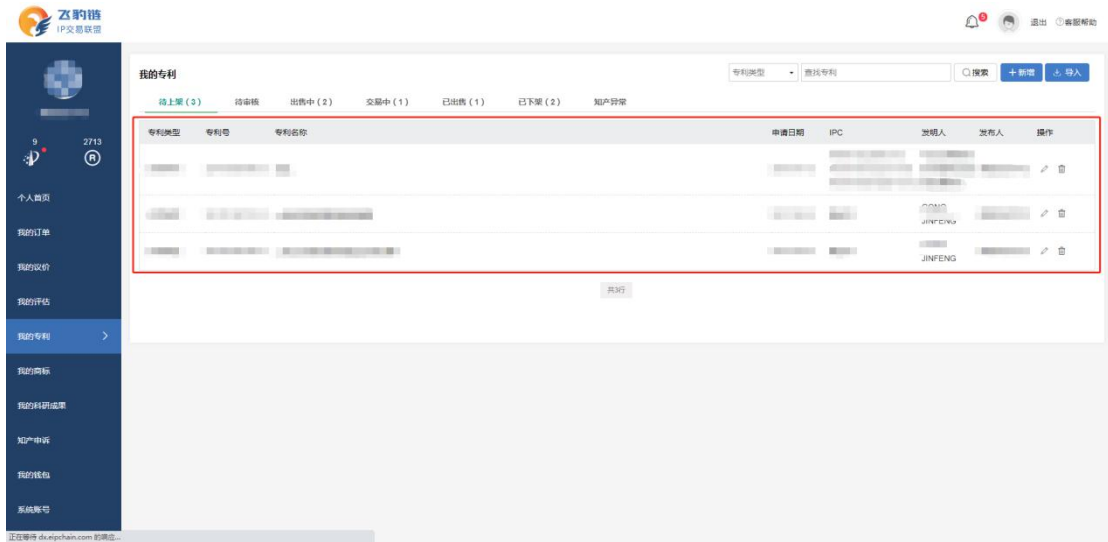 飞豹链
IP交易联盟
5
退出 客服帮助
9 2713
R
个人首页
我的订单
我的议价
我的评估
我的专利
我的商标
我的科研成果
知产申诉
我的钱包
系统账号
我的专利
专利类型 查找专利 搜索 +新增 导入
待上架(3) 待审核 出售中(2) 交易中(1) 已出售(1) 已下架(2) 知产异常
专利类型 专利号 专利名称 申请日期 IPC 发明人 发布人 操作
JINFENG
JINFENG
共3行
正在等待 ds.eipchain.com 的响应...